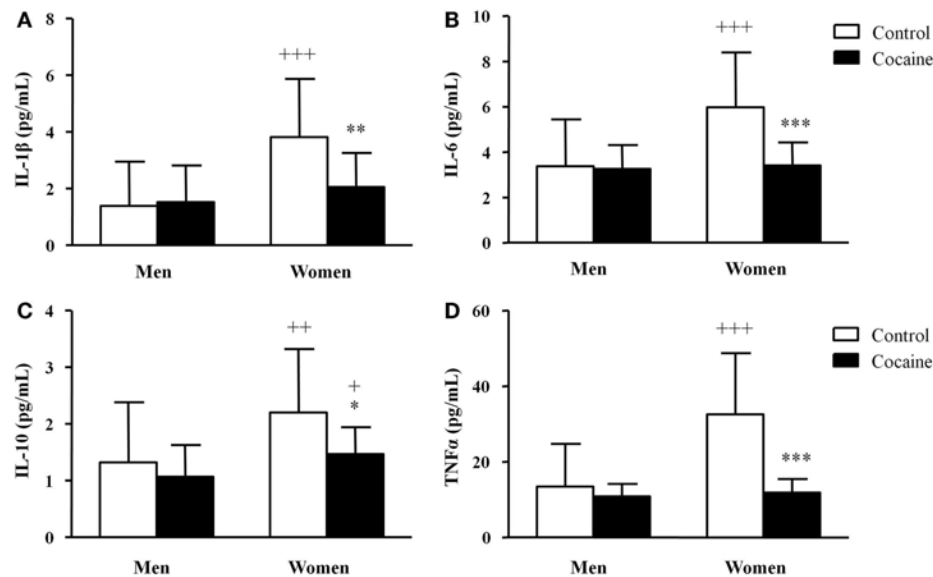 A
IL-1β (pg/mL)
8
6
4
2
0
+++
**
Men
Women
B
IL-6 (pg/mL)
10
8
6
4
2
0
+++
***
Men
Women
Control
Cocaine
C
IL-10 (pg/mL)
4
3
2
1
0
++
+
*
Men
Women
D
TNFα (pg/mL)
60
40
20
0
+++
***
Men
Women
Control
Cocaine